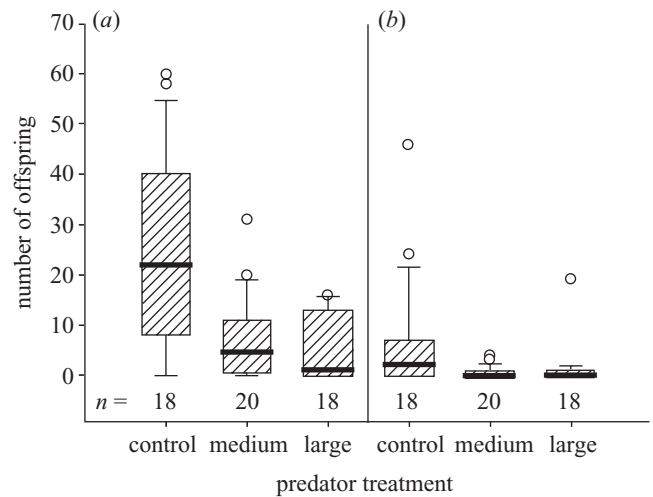 (a) (b)
70
60
50
40
30
20
10
0
number of offspring
n = 18 20 18 18 20 18
control medium large control medium large
predator treatment